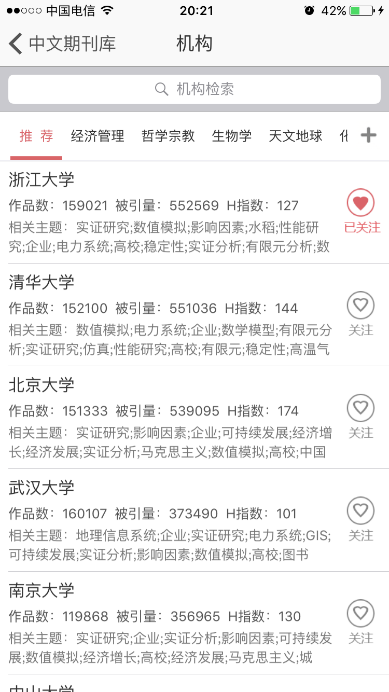 中国电信 20:21 42%
中文期刊库 机构
机构检索
推 荐 经济管理 哲学宗教 生物学 天文地球
浙江大学
作品数：159021 被引量：552569 H指数：127
相关主题：实证研究;数值模拟;影响因素;水稻;性能研
究;企业;电力系统;高校;稳定性;实证分析;有限元分析;数
已关注
清华大学
作品数：152100 被引量：551036 H指数：144
相关主题：数值模拟;电力系统;企业;数学模型;有限元分
析;实证研究;仿真;性能研究;高校;有限元;稳定性;高温气
关注
北京大学
作品数：151333 被引量：539095 H指数：174
相关主题：实证研究;影响因素;企业;可持续发展;经济增
长;经济发展;实证分析;马克思主义;数值模拟;高校;中国
关注
武汉大学
作品数：160107 被引量：373490 H指数：101
相关主题：地理信息系统;企业;实证研究;电力系统;GIS;
可持续发展;实证分析;影响因素;数值模拟;高校;图书
关注
南京大学
作品数：119868 被引量：356965 H指数：130
相关主题：实证研究;企业;实证分析;影响因素;可持续发
展;数值模拟;经济增长;高校;经济发展;马克思主义;城
关注
中山大学